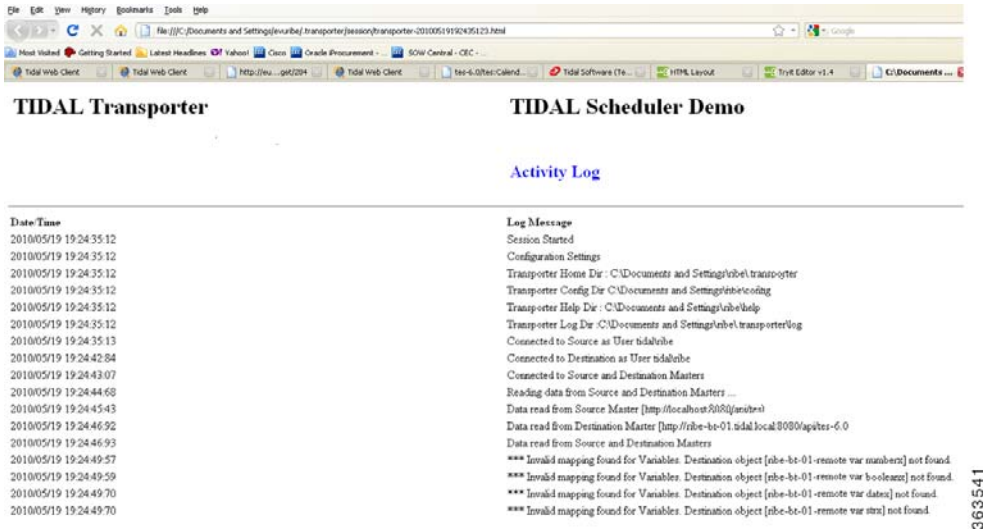 File Edit View History Bookmarks Tools Help
file:///C:/Documents and Settings/evuribe/.transporter/session/transporter-20100519192435123.html
Google
Most Visited Getting Started Latest Headlines Yahoo! Cisco Oracle Procurement - ... SOW Central - CEC - ...
Tidal Web Client Tidal Web Client http://eu....get/204 Tidal Web Client tes-6.0/tes:Calend... Tidal Software (Te... HTML Layout Tryit Editor v1.4 C:\Documents ...
TIDAL Transporter TIDAL Scheduler Demo
Activity Log
Date/Time Log Message
2010/05/19 19:24:35:12 Session Started
2010/05/19 19:24:35:12 Configuration Settings
2010/05/19 19:24:35:12 Transporter Home Dir : C:\Documents and Settings\ribe\.transporter
2010/05/19 19:24:35:12 Transporter Config Dir C:\Documents and Settings\ribe\config
2010/05/19 19:24:35:12 Transporter Help Dir : C:\Documents and Settings\ribe\help
2010/05/19 19:24:35:12 Transporter Log Dir :C:\Documents and Settings\ribe\.transporter\log
2010/05/19 19:24:35:13 Connected to Source as User tidal\ribe
2010/05/19 19:24:42:84 Connected to Destination as User tidal\ribe
2010/05/19 19:24:43:07 Connected to Source and Destination Masters
2010/05/19 19:24:44:68 Reading data from Source and Destination Masters ...
2010/05/19 19:24:45:43 Data read from Source Master [http://localhost:8080/api/tes)
2010/05/19 19:24:46:92 Data read from Destination Master [http://ribe-bt-01.tidal.local:8080/api/tes-6.0
2010/05/19 19:24:46:93 Data read from Source and Destination Masters
2010/05/19 19:24:49:57 *** Invalid mapping found for Variables. Destination object [ribe-bt-01-remote var numberx] not found.
2010/05/19 19:24:49:59 *** Invalid mapping found for Variables. Destination object [ribe-bt-01-remote var booleanx] not found.
2010/05/19 19:24:49:70 *** Invalid mapping found for Variables. Destination object [ribe-bt-01-remote var datex] not found.
2010/05/19 19:24:49:70 *** Invalid mapping found for Variables. Destination object [ribe-bt-01-remote var strx] not found.
363541